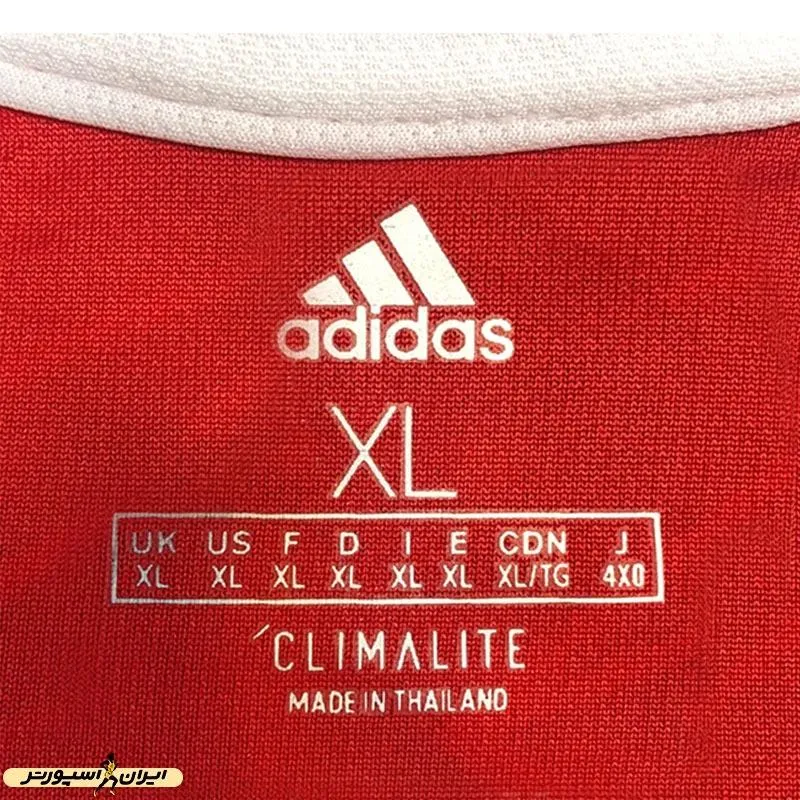 adidas
XL
UK US F D I E CDN J
XL XL XL XL XL XL XL/TG 4X0
CLIMALITE
MADE IN THAILAND
ایران اسپورتر